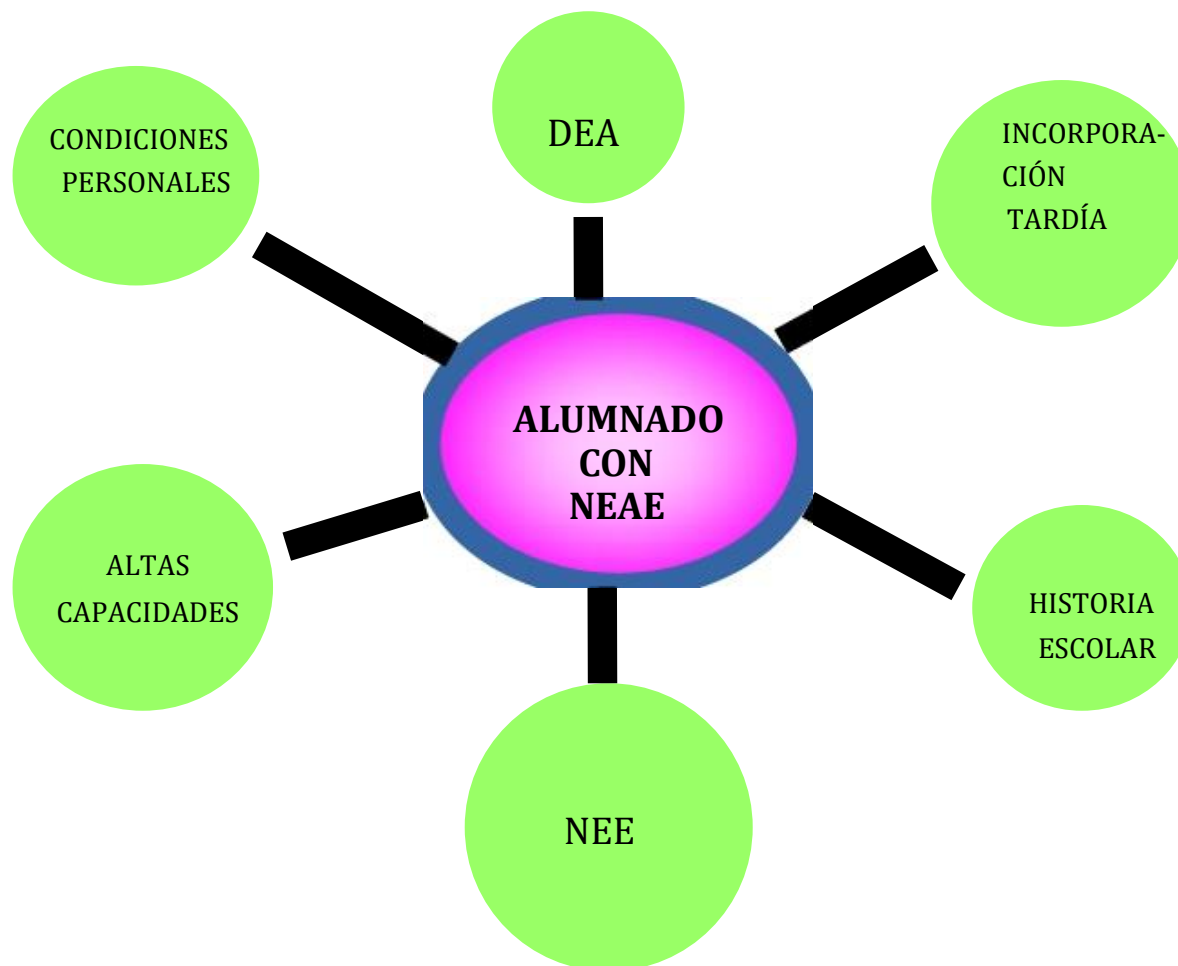 DEA
CONDICIONES
PERSONALES
INCORPORA-
CIÓN
TARDÍA
ALUMNADO
CON
NEAE
ALTAS
CAPACIDADES
HISTORIA
ESCOLAR
NEE